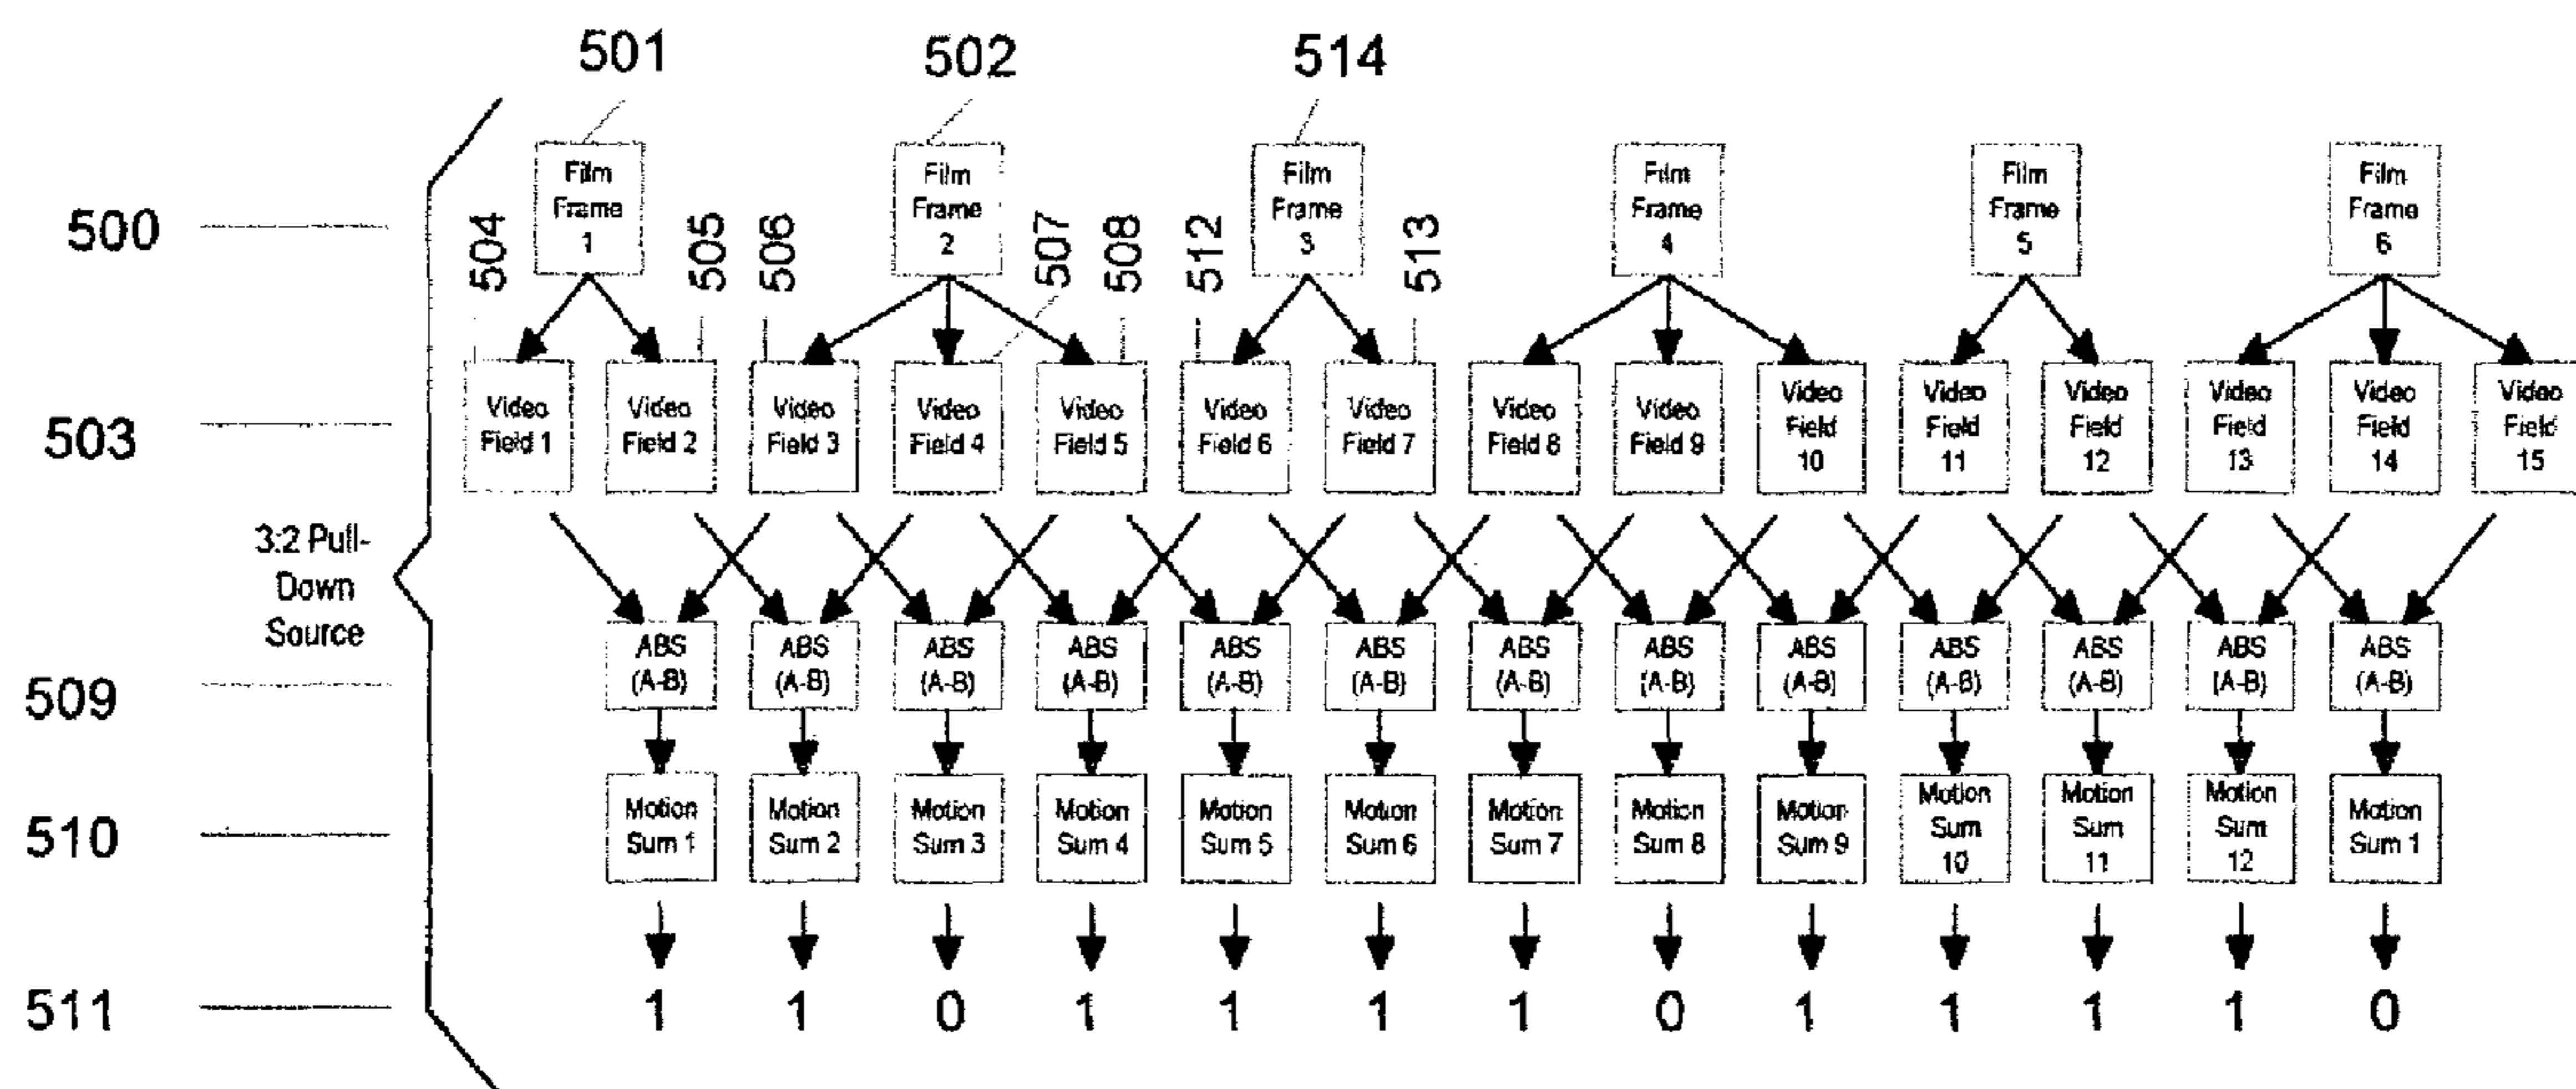 501 502 514
Film Film Film Film Film Film
Frame Frame Frame Frame Frame Frame
1 2 3 4 5 6
500
504 505 506 507 508 512 513
Video Video Video Video Video Video Video Video Video Video Video Video Video Video Video
Field 1 Field 2 Field 3 Field 4 Field 5 Field 6 Field 7 Field 8 Field 9 Field Field Field Field Field Field
10 11 12 13 14 15
503
3:2 Pull-
Down
Source
ABS ABS ABS ABS ABS ABS ABS ABS ABS ABS ABS ABS ABS
(A-B) (A-B) (A-B) (A-B) (A-B) (A-B) (A-B) (A-B) (A-B) (A-B) (A-B) (A-B) (A-B)
509
Motion Motion Motion Motion Motion Motion Motion Motion Motion Motion Motion Motion Motion
Sum 1 Sum 2 Sum 3 Sum 4 Sum 5 Sum 6 Sum 7 Sum 8 Sum 9 Sum Sum Sum Sum 1
10 11 12
510
511 1 1 0 1 1 1 1 0 1 1 1 1 0